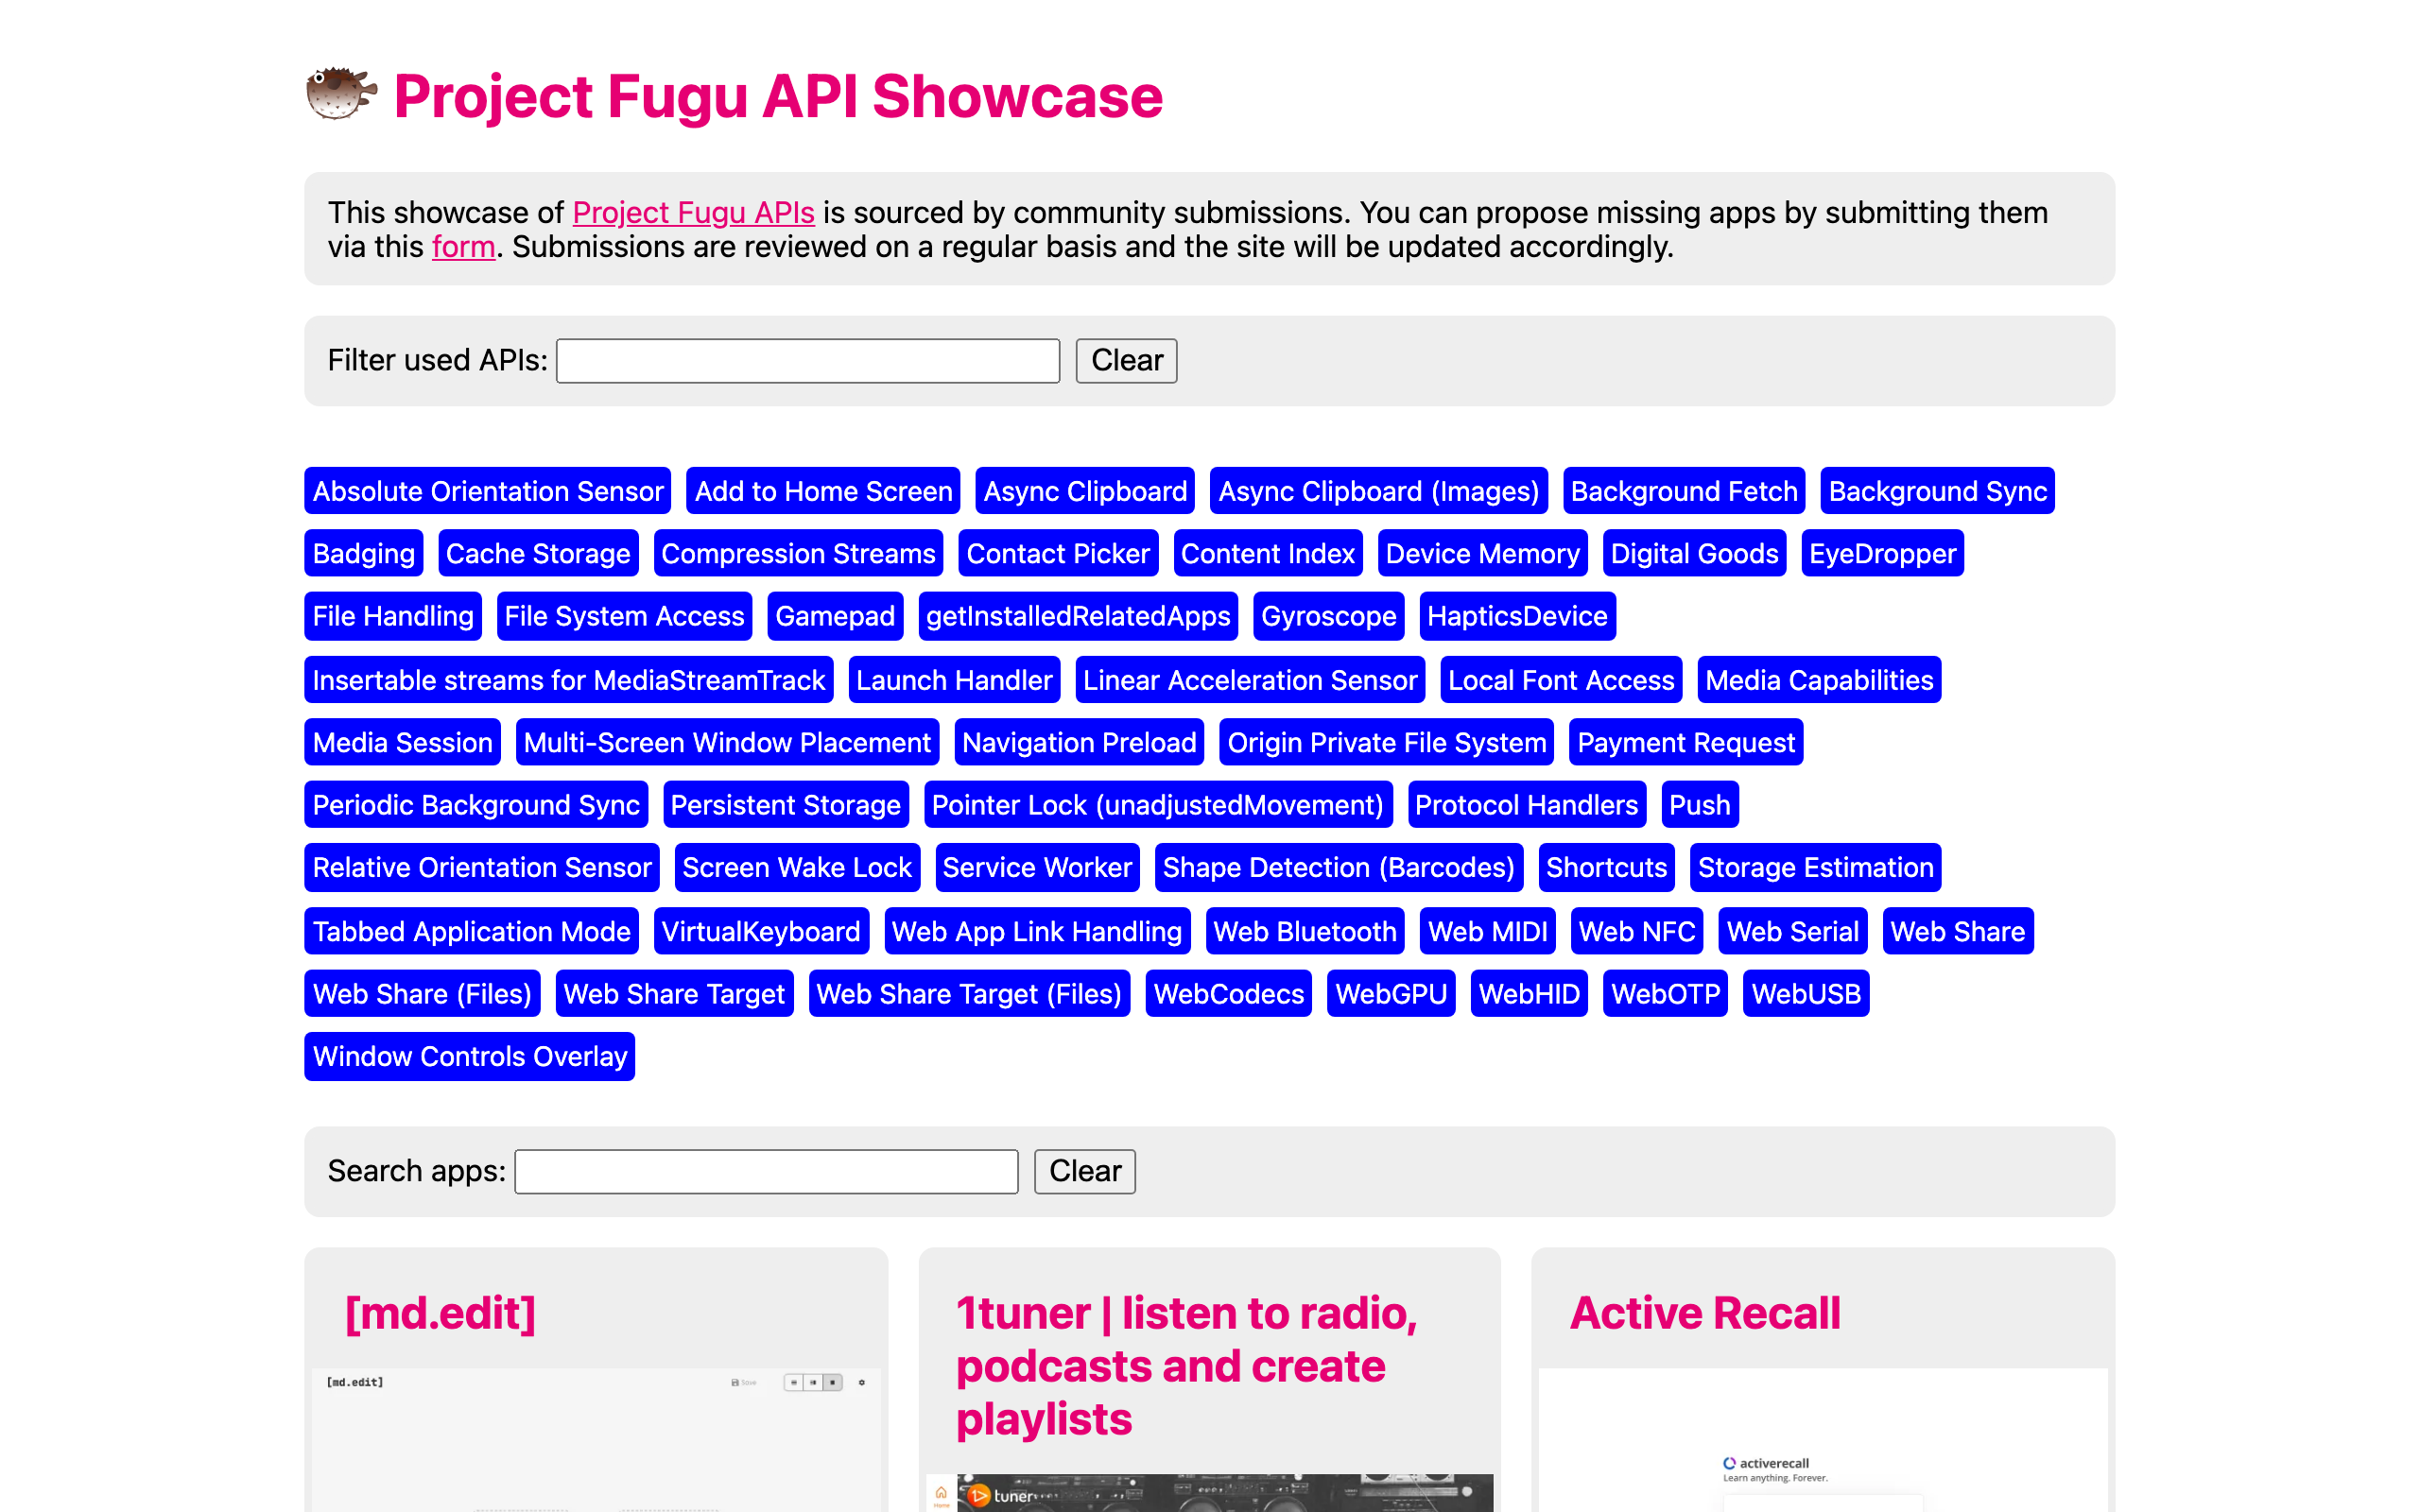 Project Fugu API Showcase
This showcase of Project Fugu APIs is sourced by community submissions. You can propose missing apps by submitting them
via this form. Submissions are reviewed on a regular basis and the site will be updated accordingly.
Filter used APIs: Clear
Absolute Orientation Sensor Add to Home Screen Async Clipboard Async Clipboard (Images) Background Fetch Background Sync
Badging Cache Storage Compression Streams Contact Picker Content Index Device Memory Digital Goods EyeDropper
File Handling File System Access Gamepad getInstalledRelatedApps Gyroscope HapticsDevice
Insertable streams for MediaStreamTrack Launch Handler Linear Acceleration Sensor Local Font Access Media Capabilities
Media Session Multi-Screen Window Placement Navigation Preload Origin Private File System Payment Request
Periodic Background Sync Persistent Storage Pointer Lock (unadjustedMovement) Protocol Handlers Push
Relative Orientation Sensor Screen Wake Lock Service Worker Shape Detection (Barcodes) Shortcuts Storage Estimation
Tabbed Application Mode VirtualKeyboard Web App Link Handling Web Bluetooth Web MIDI Web NFC Web Serial Web Share
Web Share (Files) Web Share Target Web Share Target (Files) WebCodecs WebGPU WebHID WebOTP WebUSB
Window Controls Overlay
Search apps: Clear
[md.edit]
[md.edit] Save
1tuner | listen to radio,
podcasts and create
playlists
Home
tuner
Active Recall
activerecall
Learn anything. Forever.